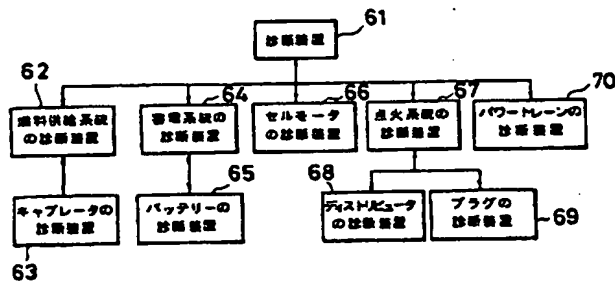 61
診断装置
62
64
66
67
70
燃料供給系統
の診断装置
蓄電系統の
診断装置
セルモータ
の診断装置
点火系統の
診断装置
パワートレーンの
診断装置
65
68
キャブレータの
診断装置
バッテリーの
診断装置
ディストリビュータ
の診断装置
プラグの
診断装置
63
69